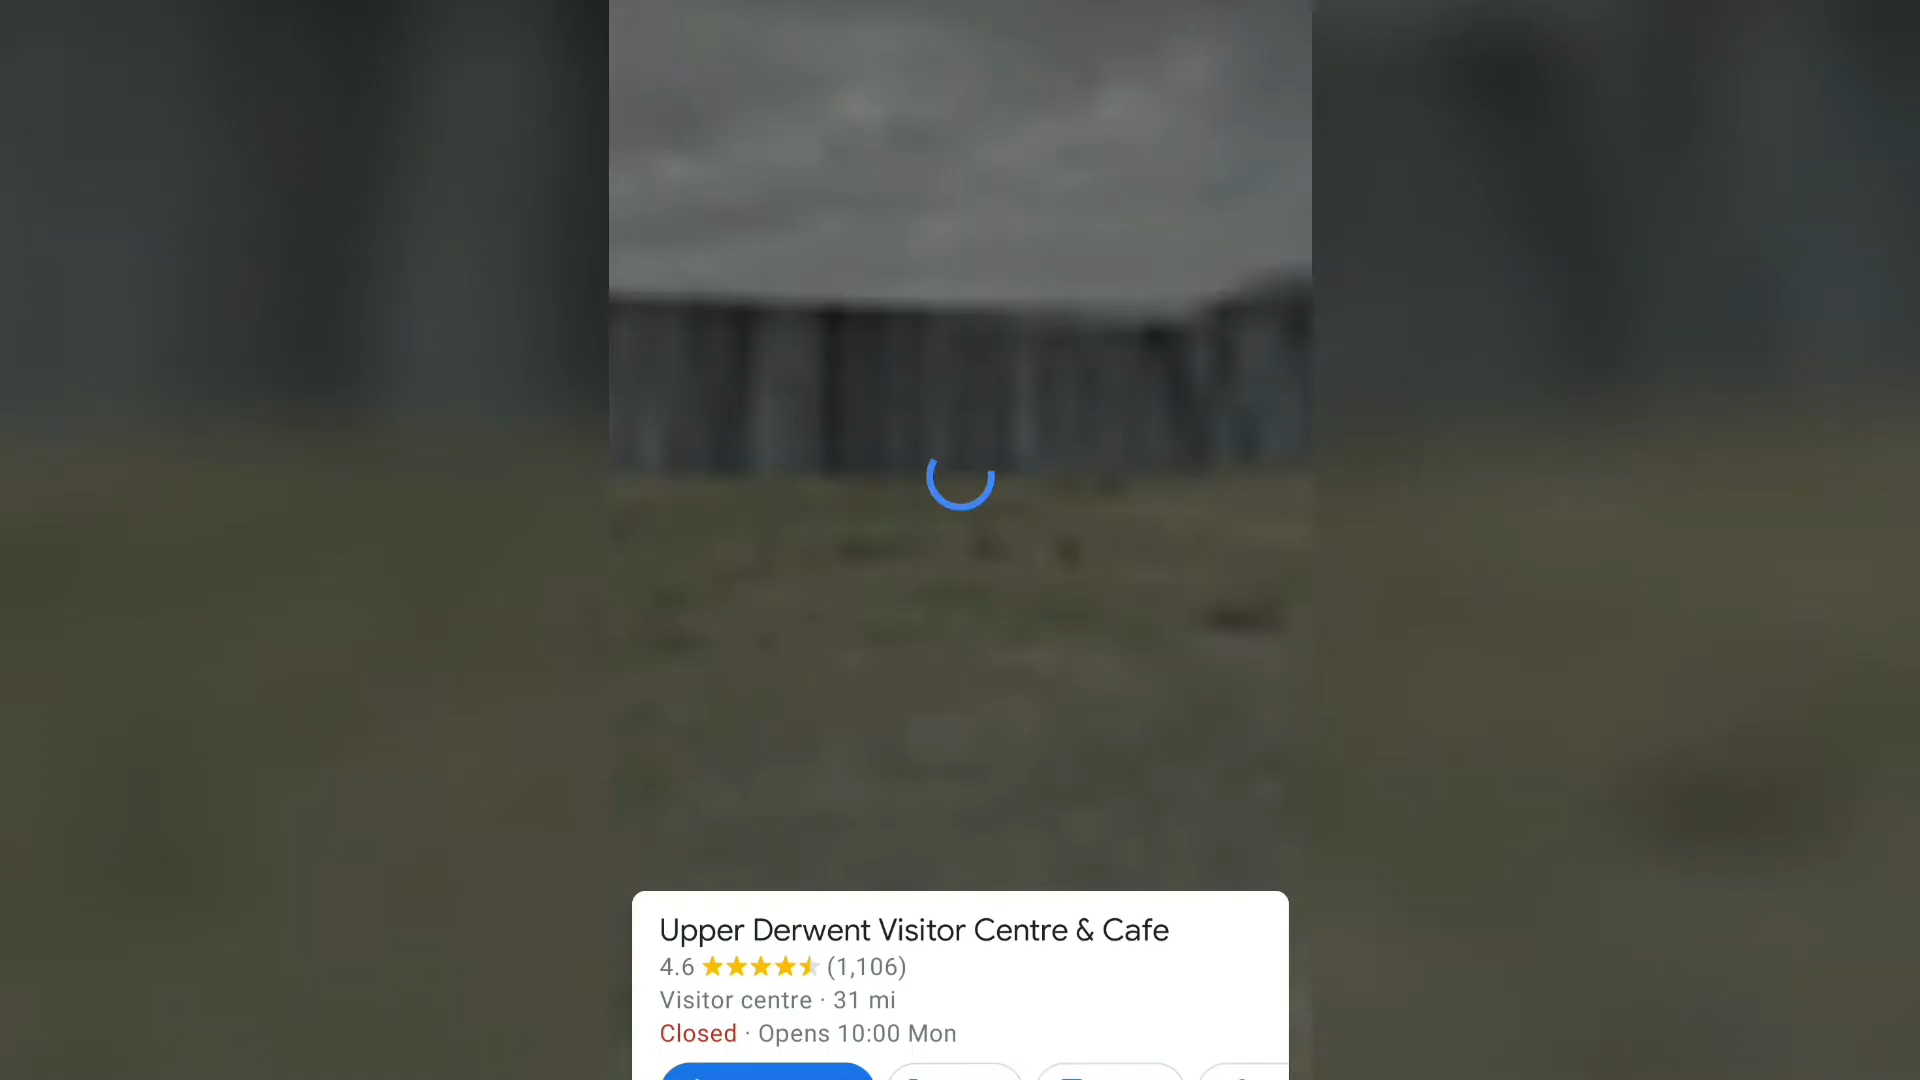 Upper Derwent Visitor Centre & Cafe
4.6 (1,106)
Visitor centre · 31 mi
Closed · Opens 10:00 Mon